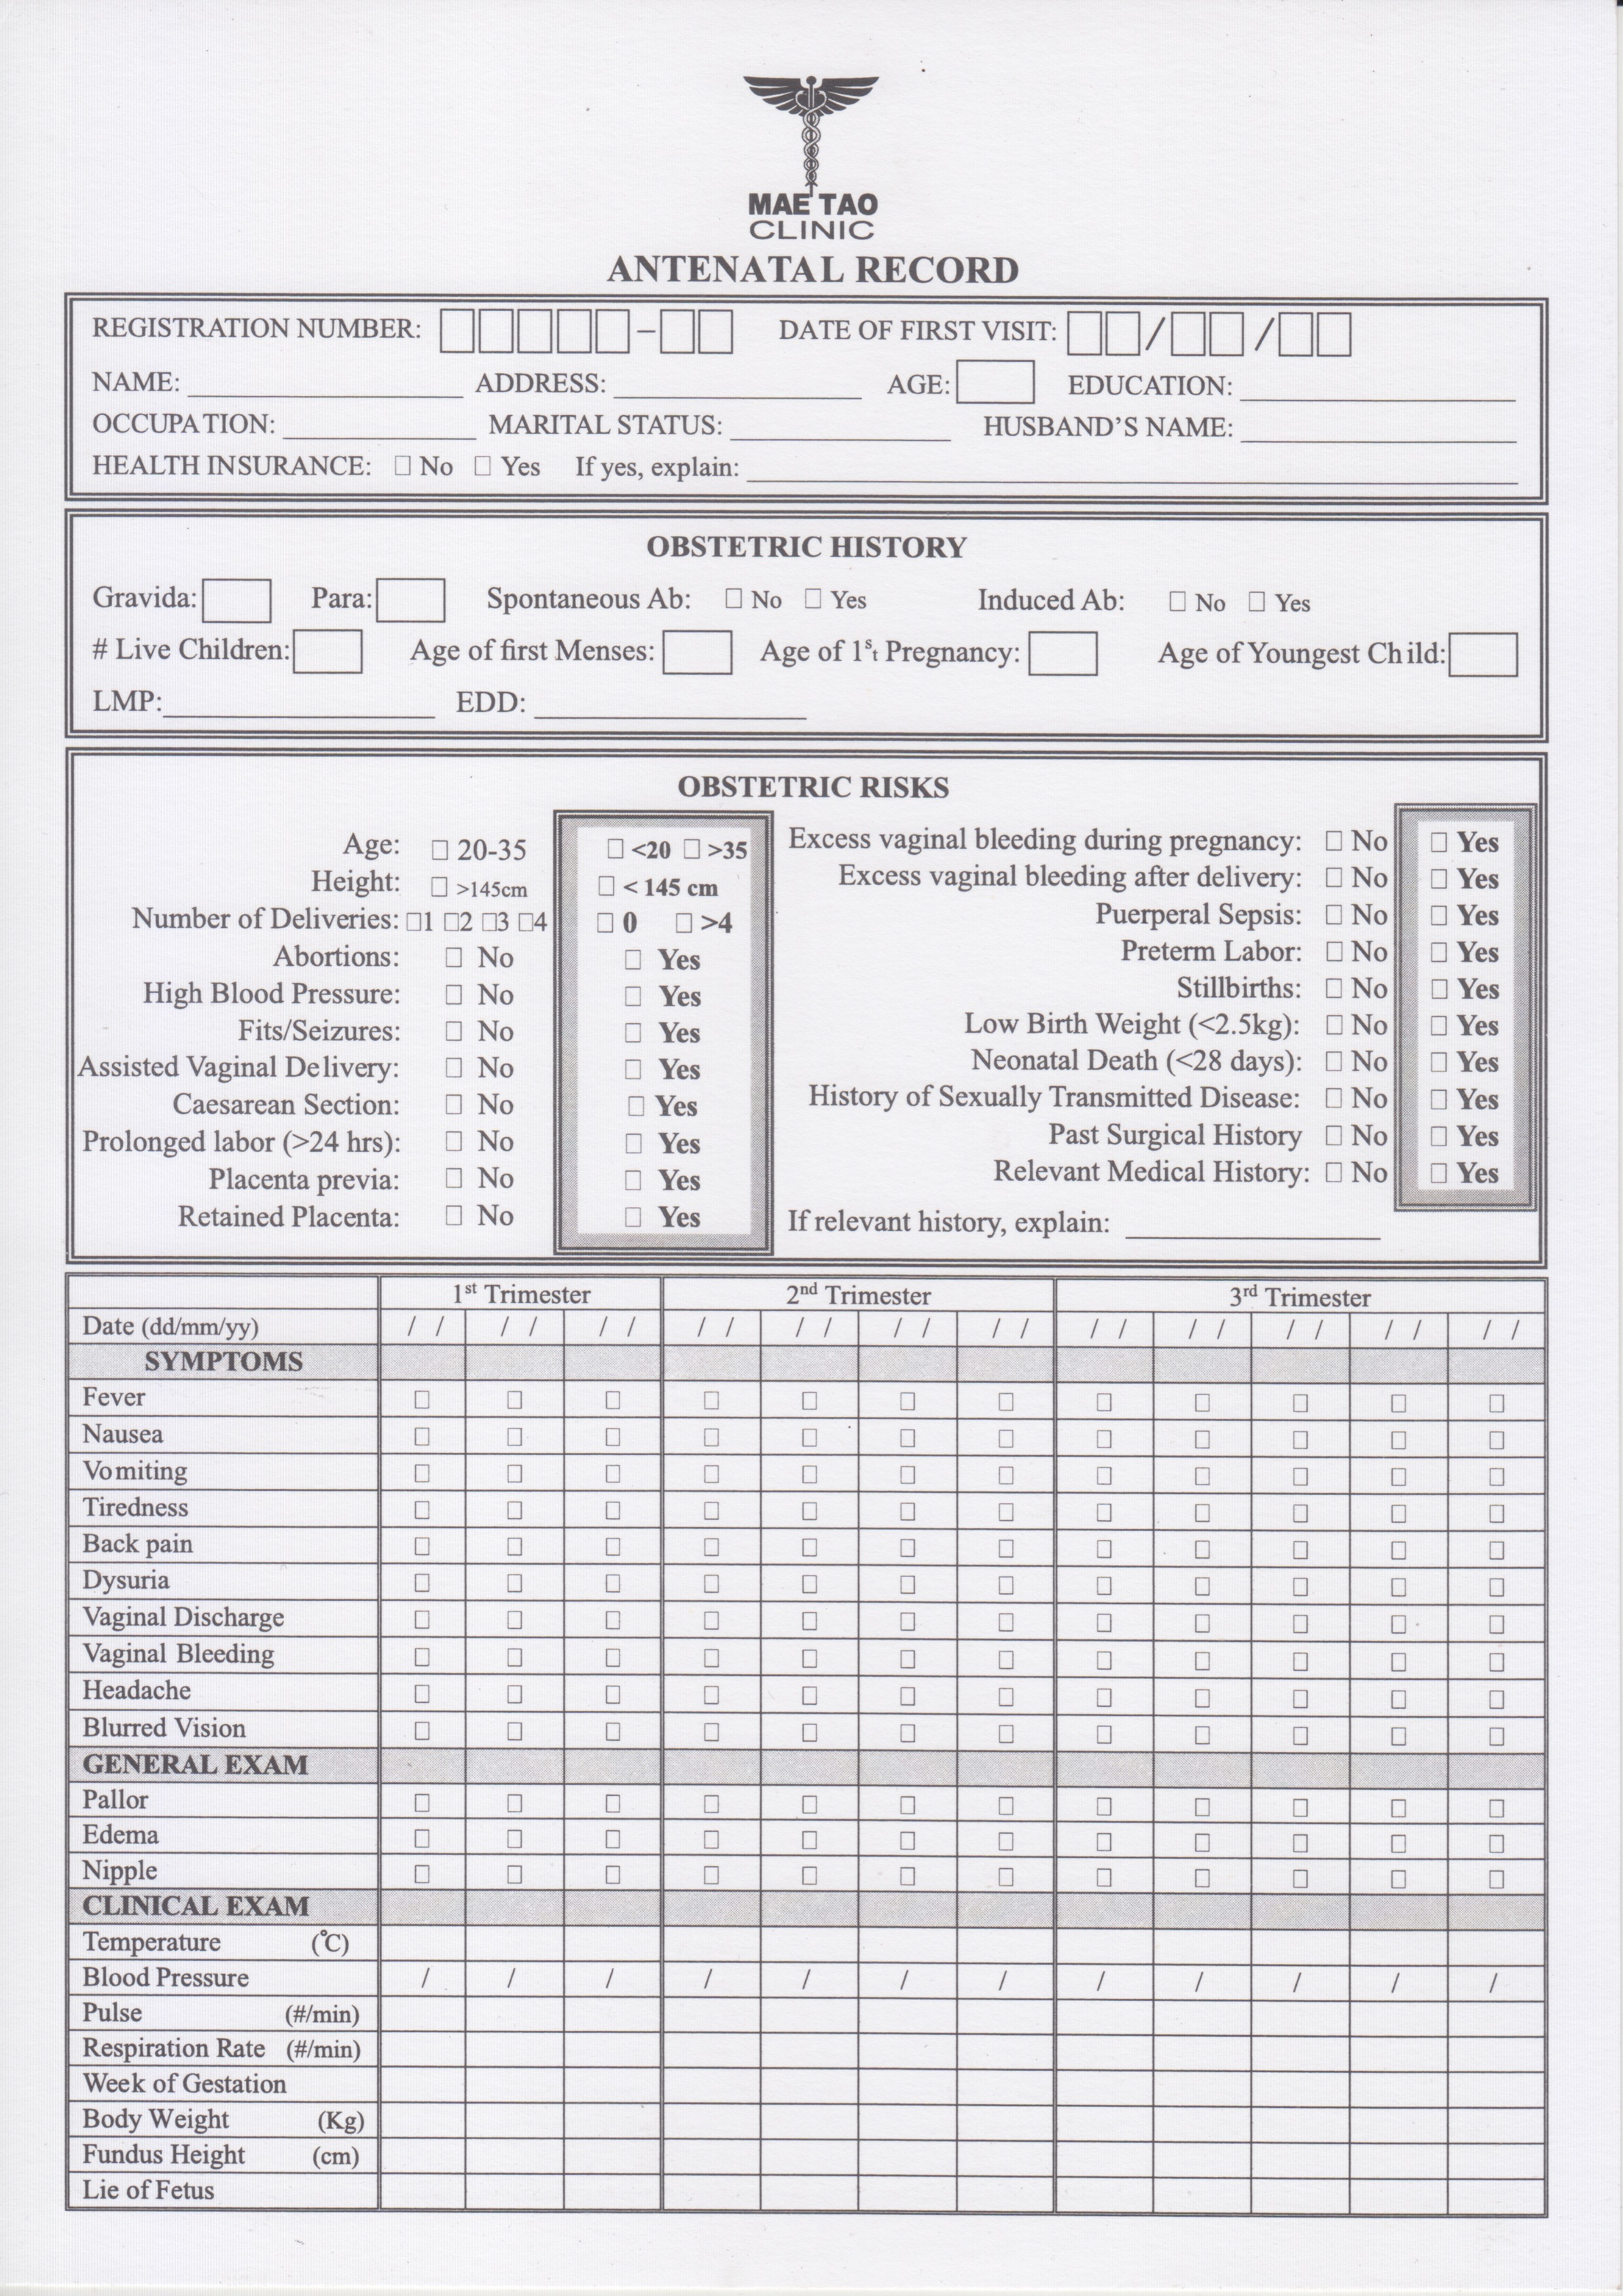 MAE TAO
CLINIC
ANTENATAL RECORD
REGISTRATION NUMBER: – DATE OF FIRST VISIT: / /
NAME: ADDRESS: AGE: EDUCATION:
OCCUPATION: MARITAL STATUS: HUSBAND'S NAME:
HEALTH INSURANCE: □ No □ Yes If yes, explain:
OBSTETRIC HISTORY
Gravida: Para: Spontaneous Ab: □ No □ Yes Induced Ab: □ No □ Yes
# Live Children: Age of first Menses: Age of 1st Pregnancy: Age of Youngest Child:
LMP: EDD:
OBSTETRIC RISKS
Age: □ 20-35 □ <20 □ >35
Height: □ >145cm □ < 145 cm
Number of Deliveries: □1 □2 □3 □4 □ 0 □ >4
Abortions: □ No □ Yes
High Blood Pressure: □ No □ Yes
Fits/Seizures: □ No □ Yes
Assisted Vaginal Delivery: □ No □ Yes
Caesarean Section: □ No □ Yes
Prolonged labor (>24 hrs): □ No □ Yes
Placenta previa: □ No □ Yes
Retained Placenta: □ No □ Yes
Excess vaginal bleeding during pregnancy: □ No □ Yes
Excess vaginal bleeding after delivery: □ No □ Yes
Puerperal Sepsis: □ No □ Yes
Preterm Labor: □ No □ Yes
Stillbirths: □ No □ Yes
Low Birth Weight (<2.5kg): □ No □ Yes
Neonatal Death (<28 days): □ No □ Yes
History of Sexually Transmitted Disease: □ No □ Yes
Past Surgical History □ No □ Yes
Relevant Medical History: □ No □ Yes
If relevant history, explain:
1st Trimester 2nd Trimester 3rd Trimester
Date (dd/mm/yy) / / / / / / / / / / / / / / / / / / / / / / / /
SYMPTOMS
Fever □ □ □ □ □ □ □ □ □ □ □ □
Nausea □ □ □ □ □ □ □ □ □ □ □ □
Vomiting □ □ □ □ □ □ □ □ □ □ □ □
Tiredness □ □ □ □ □ □ □ □ □ □ □ □
Back pain □ □ □ □ □ □ □ □ □ □ □ □
Dysuria □ □ □ □ □ □ □ □ □ □ □ □
Vaginal Discharge □ □ □ □ □ □ □ □ □ □ □ □
Vaginal Bleeding □ □ □ □ □ □ □ □ □ □ □ □
Headache □ □ □ □ □ □ □ □ □ □ □ □
Blurred Vision □ □ □ □ □ □ □ □ □ □ □ □
GENERAL EXAM
Pallor □ □ □ □ □ □ □ □ □ □ □ □
Edema □ □ □ □ □ □ □ □ □ □ □ □
Nipple □ □ □ □ □ □ □ □ □ □ □ □
CLINICAL EXAM
Temperature (°C)
Blood Pressure / / / / / / / / / / / /
Pulse (#/min)
Respiration Rate (#/min)
Week of Gestation
Body Weight (Kg)
Fundus Height (cm)
Lie of Fetus